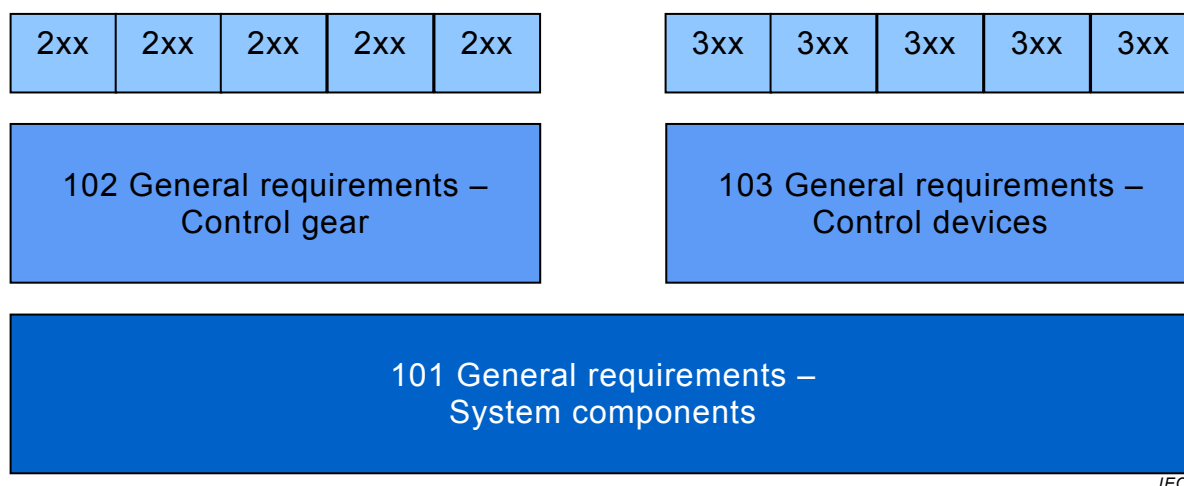 2xx 2xx 2xx 2xx 2xx 3xx 3xx 3xx 3xx 3xx
102 General requirements –
Control gear
103 General requirements –
Control devices
101 General requirements –
System components
IEC